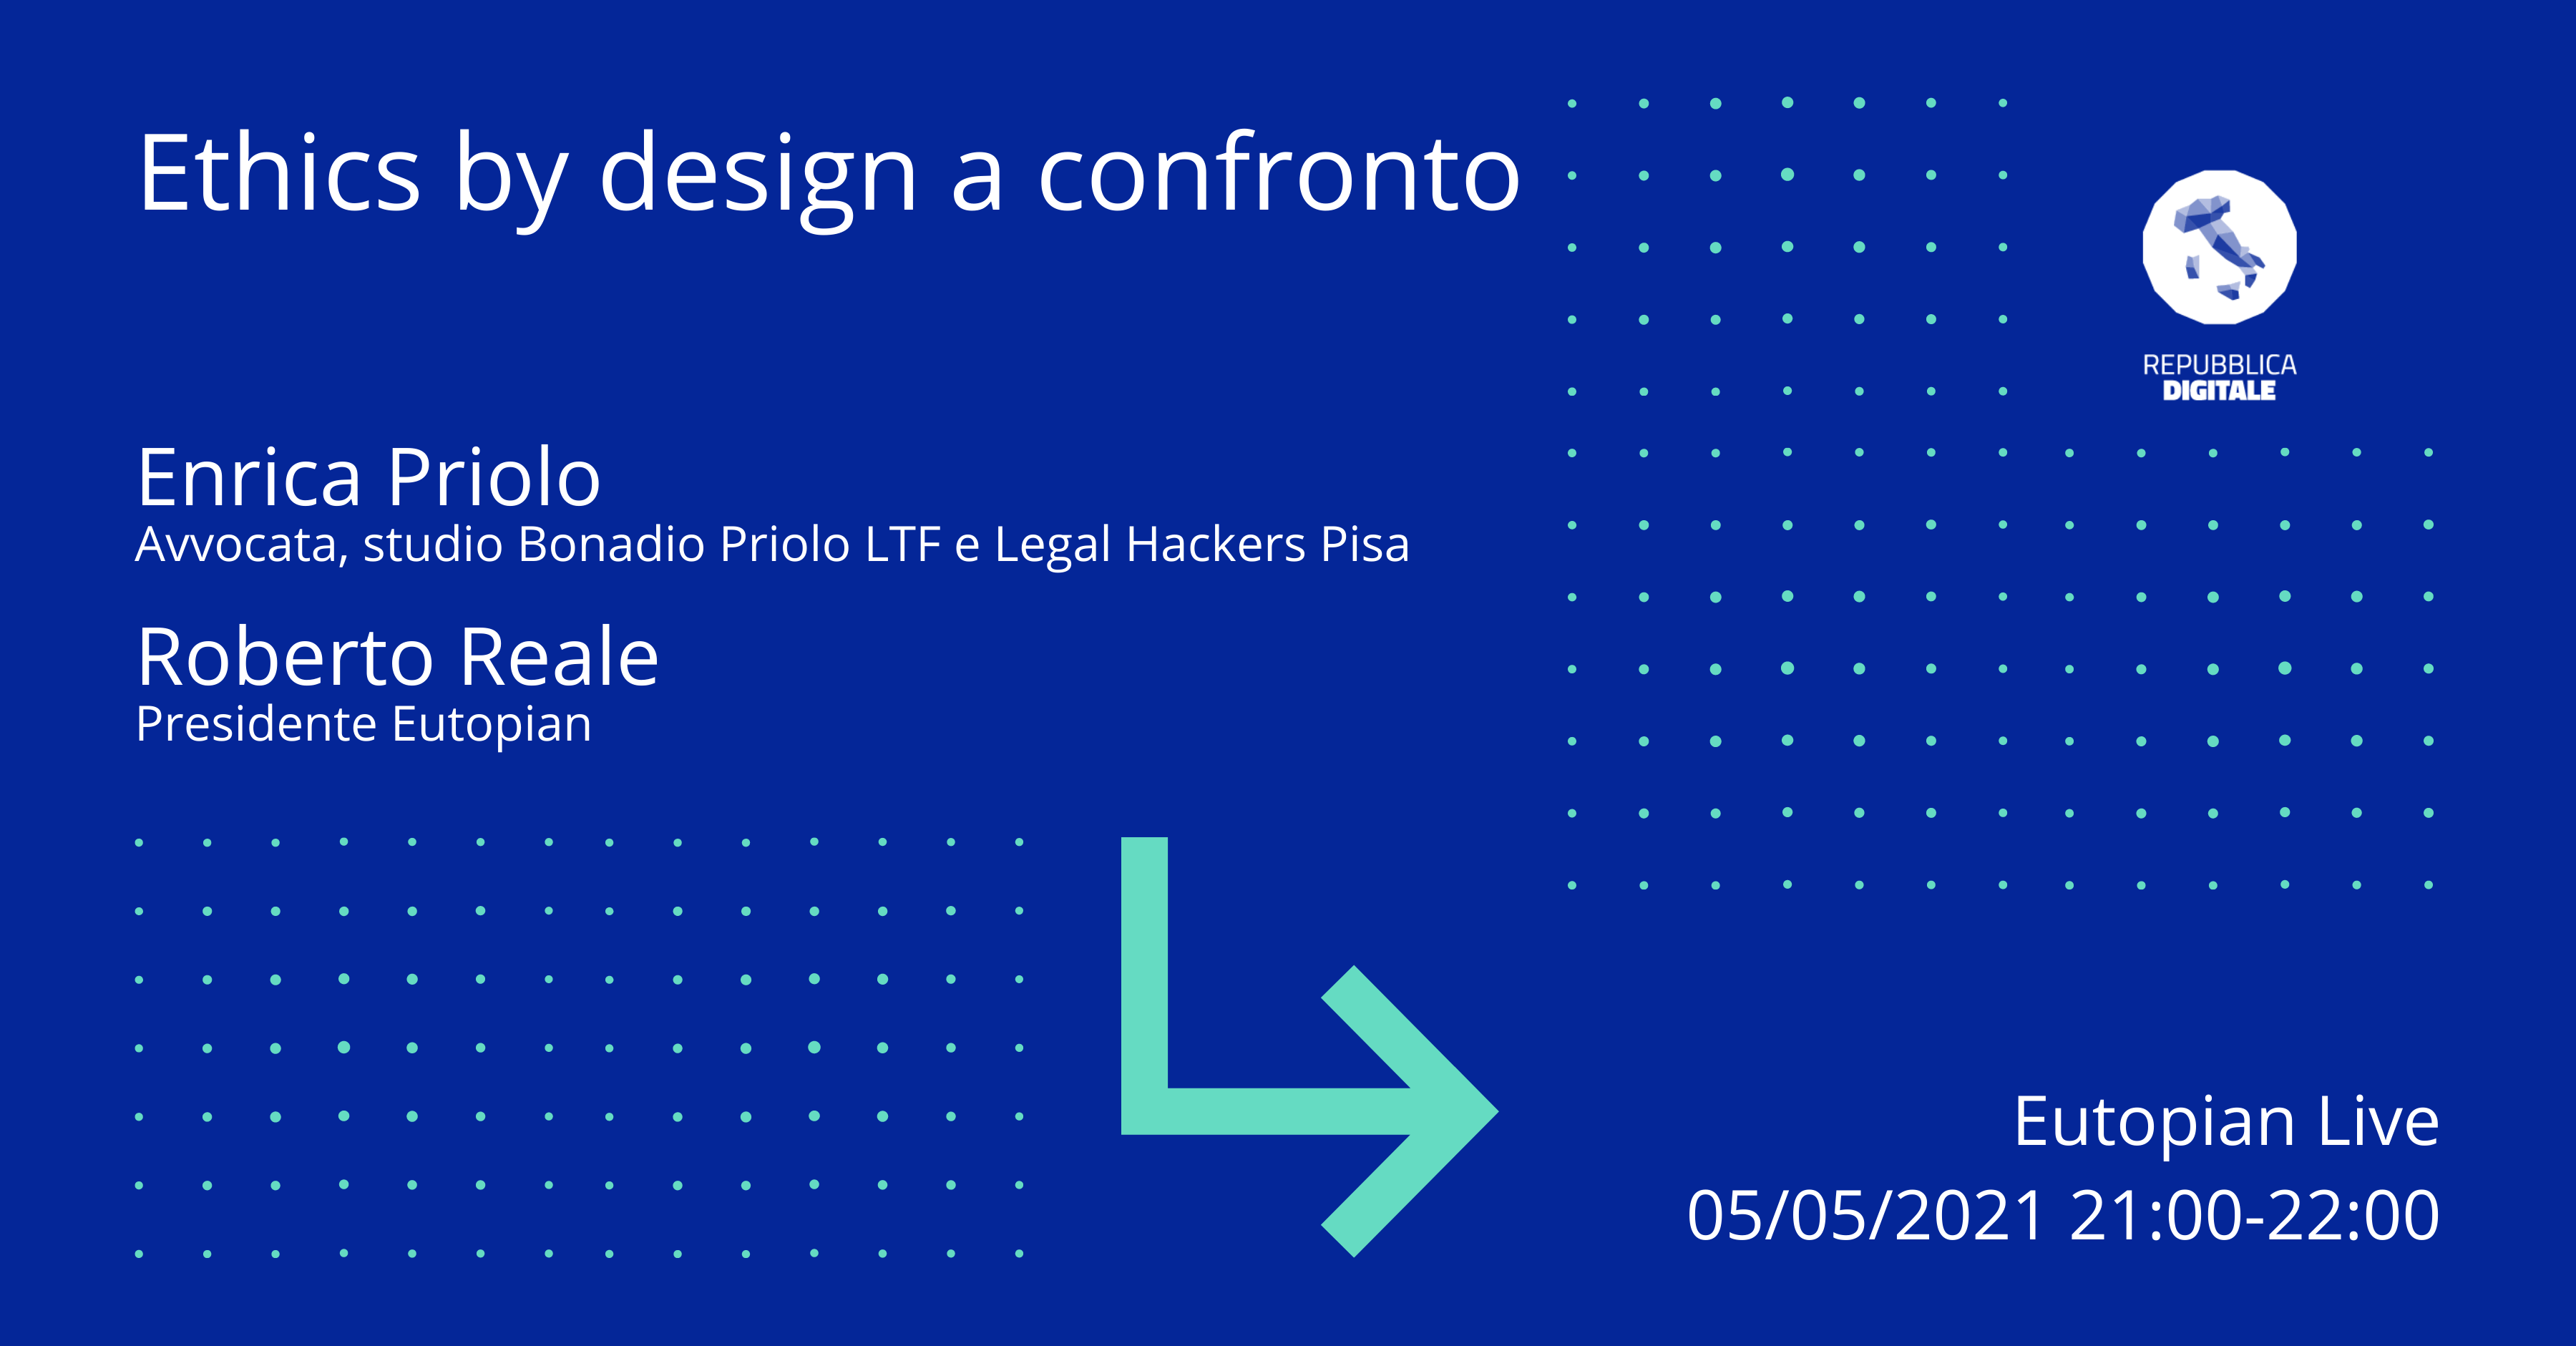 Ethics by design a confronto
REPUBBLICA
DIGITALE
Enrica Priolo
Avvocata, studio Bonadio Priolo LTF e Legal Hackers Pisa
Roberto Reale
Presidente Eutopian
Eutopian Live
05/05/2021 21:00-22:00